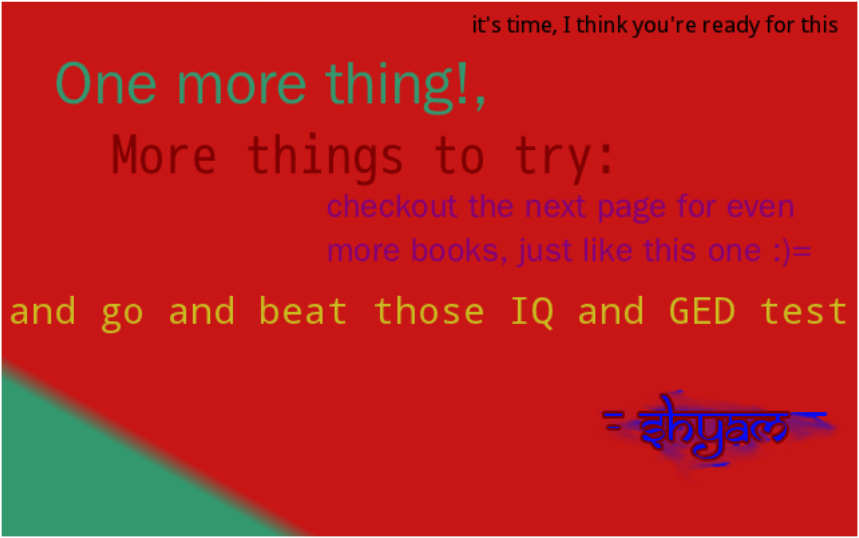 it's time, I think you're ready for this
One more thing!,
More things to try:
checkout the next page for even
more books, just like this one :)=
and go and beat those IQ and GED test
= shyam